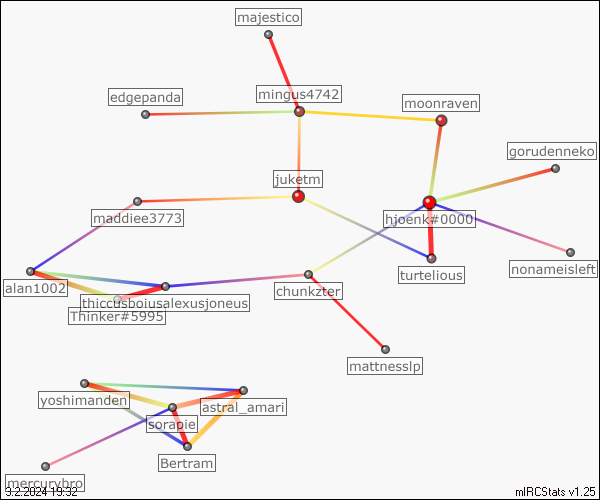 majestico
mingus4742
edgepanda
moonraven
gorudenneko
juketm
maddiee3773
hjoenk#0000
turtelious
nonameisleft
alan1002
thiccusboiusalexusjoneus
chunkzter
Thinker#5995
mattnesslp
yoshimanden
astral_amari
sorapie
Bertram
mercurybro
3.2.2024 19:32
mIRCStats v1.25